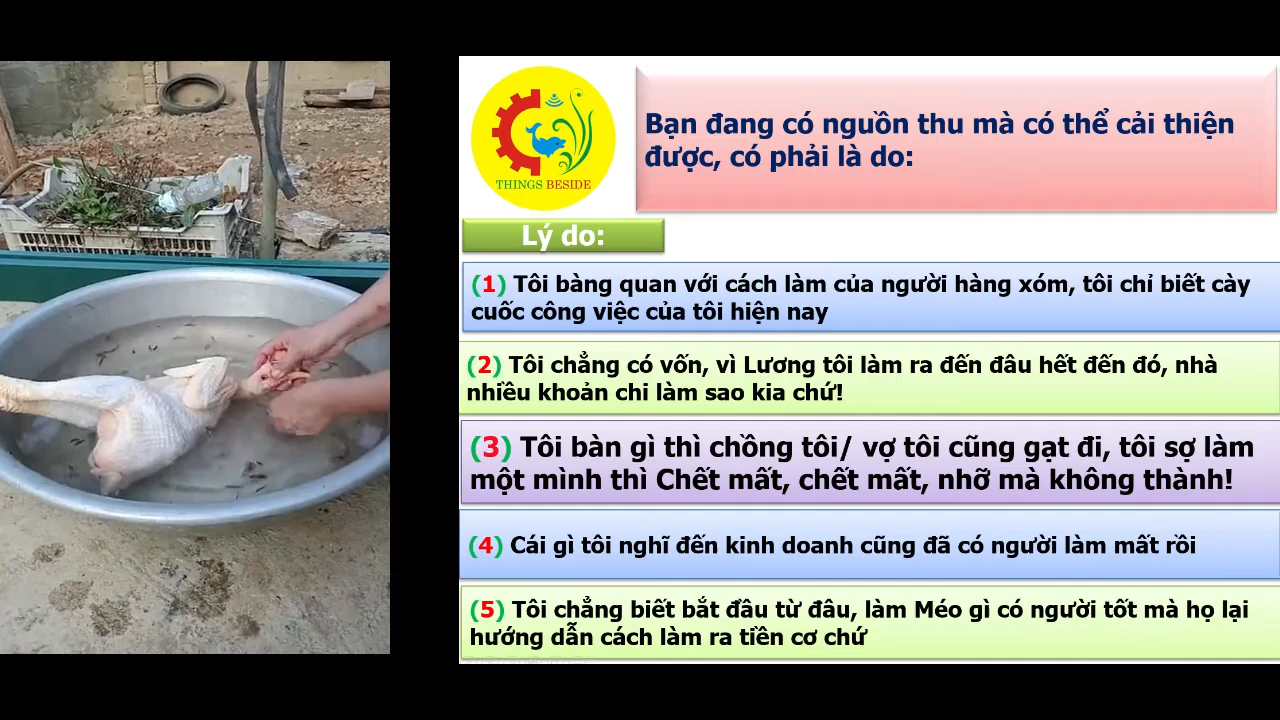 THINGS BESIDE
Bạn đang có nguồn thu mà có thể cải thiện
được, có phải là do:
Lý do:
(1) Tôi bàng quan với cách làm của người hàng xóm, tôi chỉ biết cày
cuốc công việc của tôi hiện nay
(2) Tôi chẳng có vốn, vì Lương tôi làm ra đến đâu hết đến đó, nhà
nhiều khoản chi làm sao kia chứ!
(3) Tôi bàn gì thì chồng tôi/ vợ tôi cũng gạt đi, tôi sợ làm
một mình thì Chết mất, chết mất, nhỡ mà không thành!
(4) Cái gì tôi nghĩ đến kinh doanh cũng đã có người làm mất rồi
(5) Tôi chẳng biết bắt đầu từ đâu, làm Méo gì có người tốt mà họ lại
hướng dẫn cách làm ra tiền cơ chứ